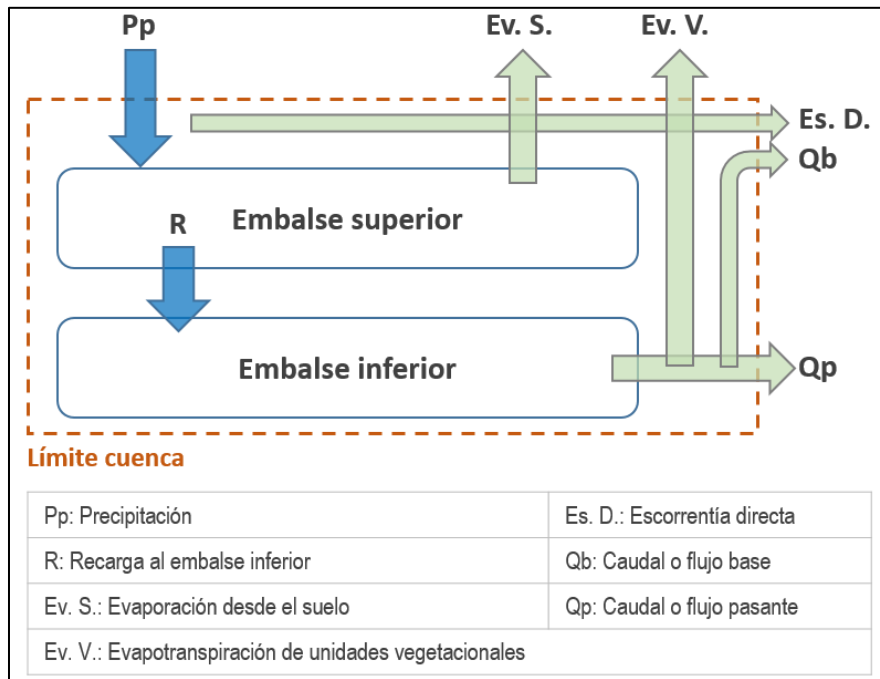 Pp
Ev. S.
Ev. V.
Es. D.
Qb
R
Embalse superior
Embalse inferior
Qp
Límite cuenca
Pp: Precipitación
Es. D.: Escorrentía directa
R: Recarga al embalse inferior
Qb: Caudal o flujo base
Ev. S.: Evaporación desde el suelo
Qp: Caudal o flujo pasante
Ev. V.: Evapotranspiración de unidades vegetacionales